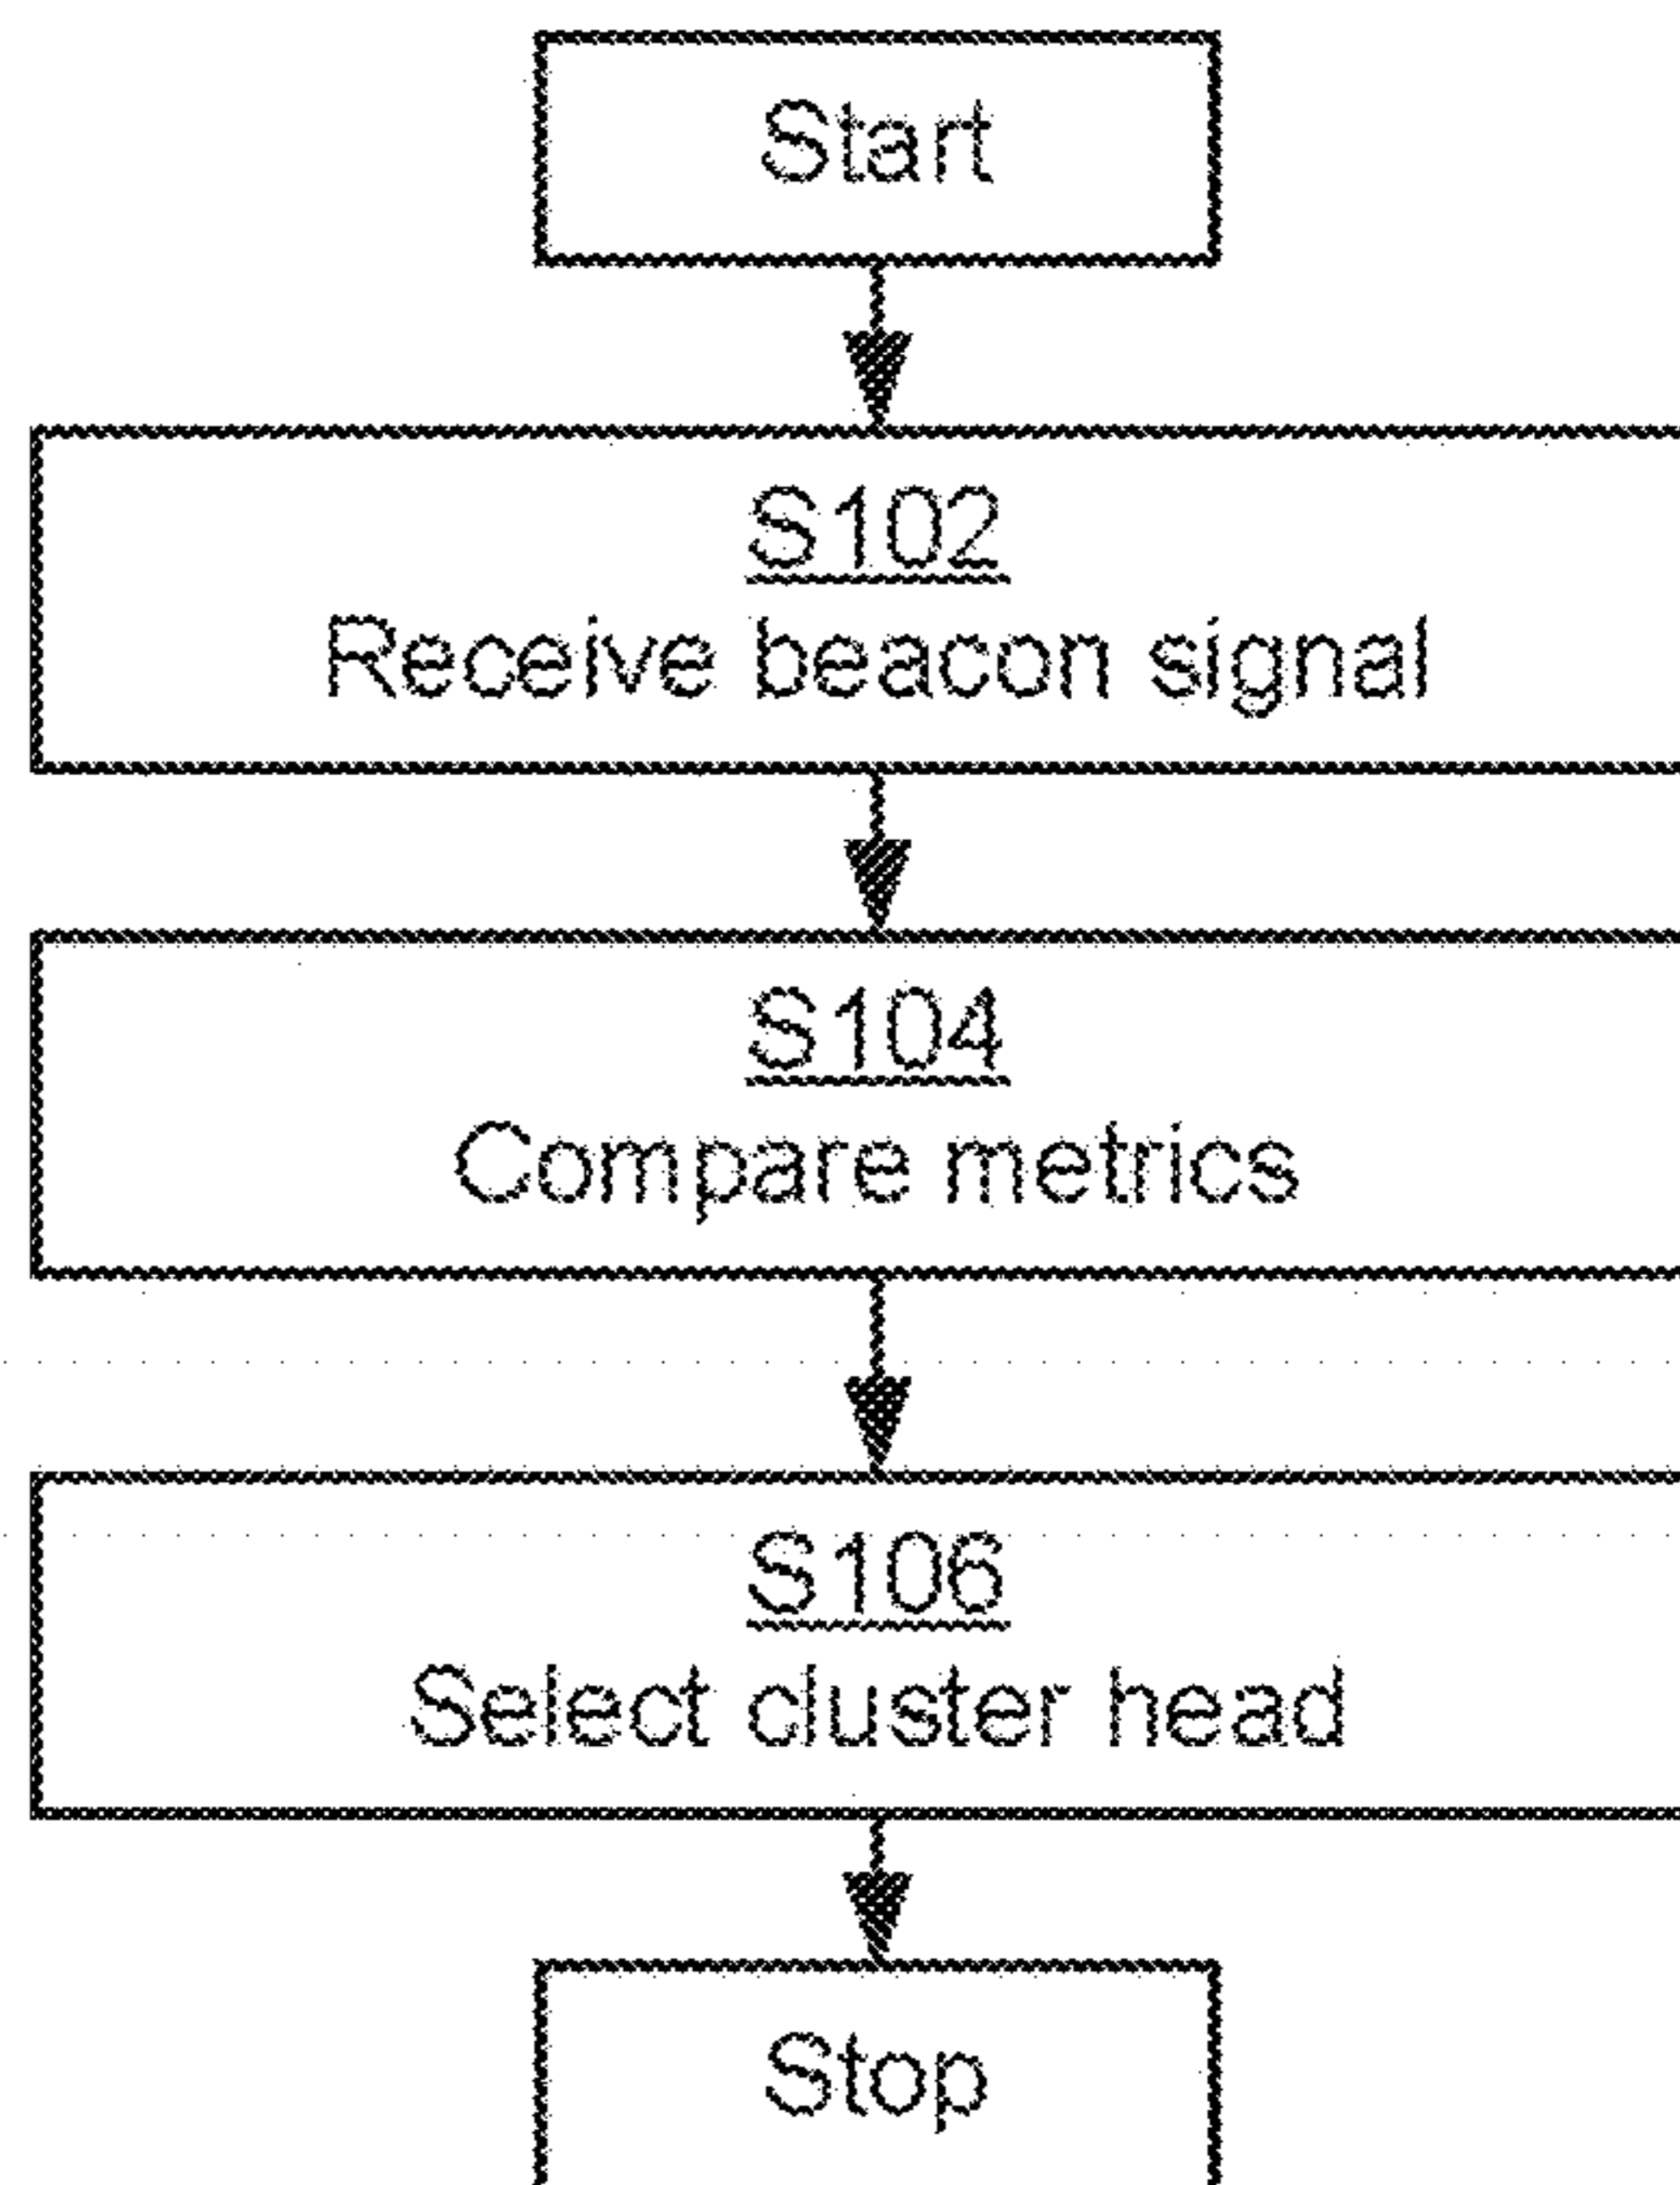 Start
S102
Receive beacon signal
S104
Compare metrics
S106
Select cluster head
Stop